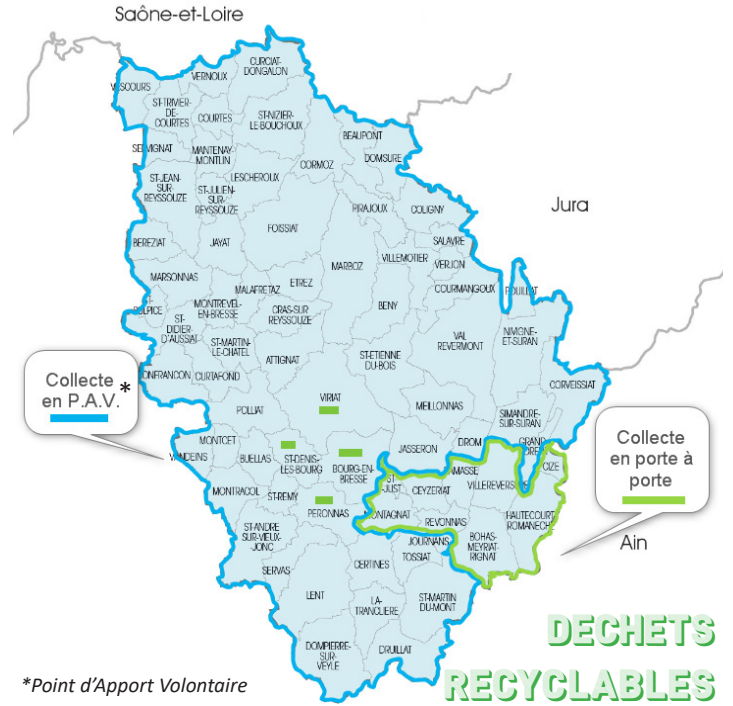 Saône-et-Loire
CURCIAT-
DONGALON
VERNOUX
VESCOURS
ST-TRIVIER-
DE-
COURTES
COURTES
ST-NIZIER-
LE BOUCHOUX
BEAUPONT
DOMSURE
MANTENAY-
MONTLIN
CORMOZ
LESCHEROUX
ST-JEAN-
SUR-
REYSSOUZE
ST-JULIEN-
SUR-
REYSSOUZE
Jura
PIRAJOUX
COLIGNY
FOISSIAT
BEREZIAT
JAYAT
SALAVRE
VILLEMOTIER
VERJON
MARBOZ
MARSONNAS
ETREZ
MALAFRETAZ
COURMANGOUX
MONTREVEL-
EN-BRESSE
CRAS-SUR
REYSSOUZE
BENY
ST-
DIDIER
D'AUSSIAT
NIVIGNE-
ET-SURAN
VAL
REVERMONT
ST-MARTIN-
LE-CHATEL
ATTIGNAT
ST-ETIENNE
DU-BOIS
CURTAFOND
CORVEISSIAT
Collecte *
en P.A.V.
VIRIAT
MEILLONNAS
POLLIAT
SIMANDRE-
SUR-SURAN
MONTCET
JASSERON
DROM
Collecte
en porte à
porte
BUELLAS
ST-DENIS-
LES-BOURG
BOURG-EN-
BRESSE
CIZE
CEYZERIAT
MONTRACOL
ST-REMY
PERONNAS
REVONNAS
HAUTECOURT
ROMANECHE
ST-ANDRE
SUR-VIEUX-
JONC
JOURNANS
TOSSIAT
BOHAS-
MEYRIAT-
RIGNAT
Ain
SERVAS
CERTINES
LENT
LA-
TRANCLIERE
ST-MARTIN
DU-MONT
DOMPIERRE-
SUR-
VEYLE
DRUILLAT
DECHETS
RECYCLABLES
*Point d'Apport Volontaire